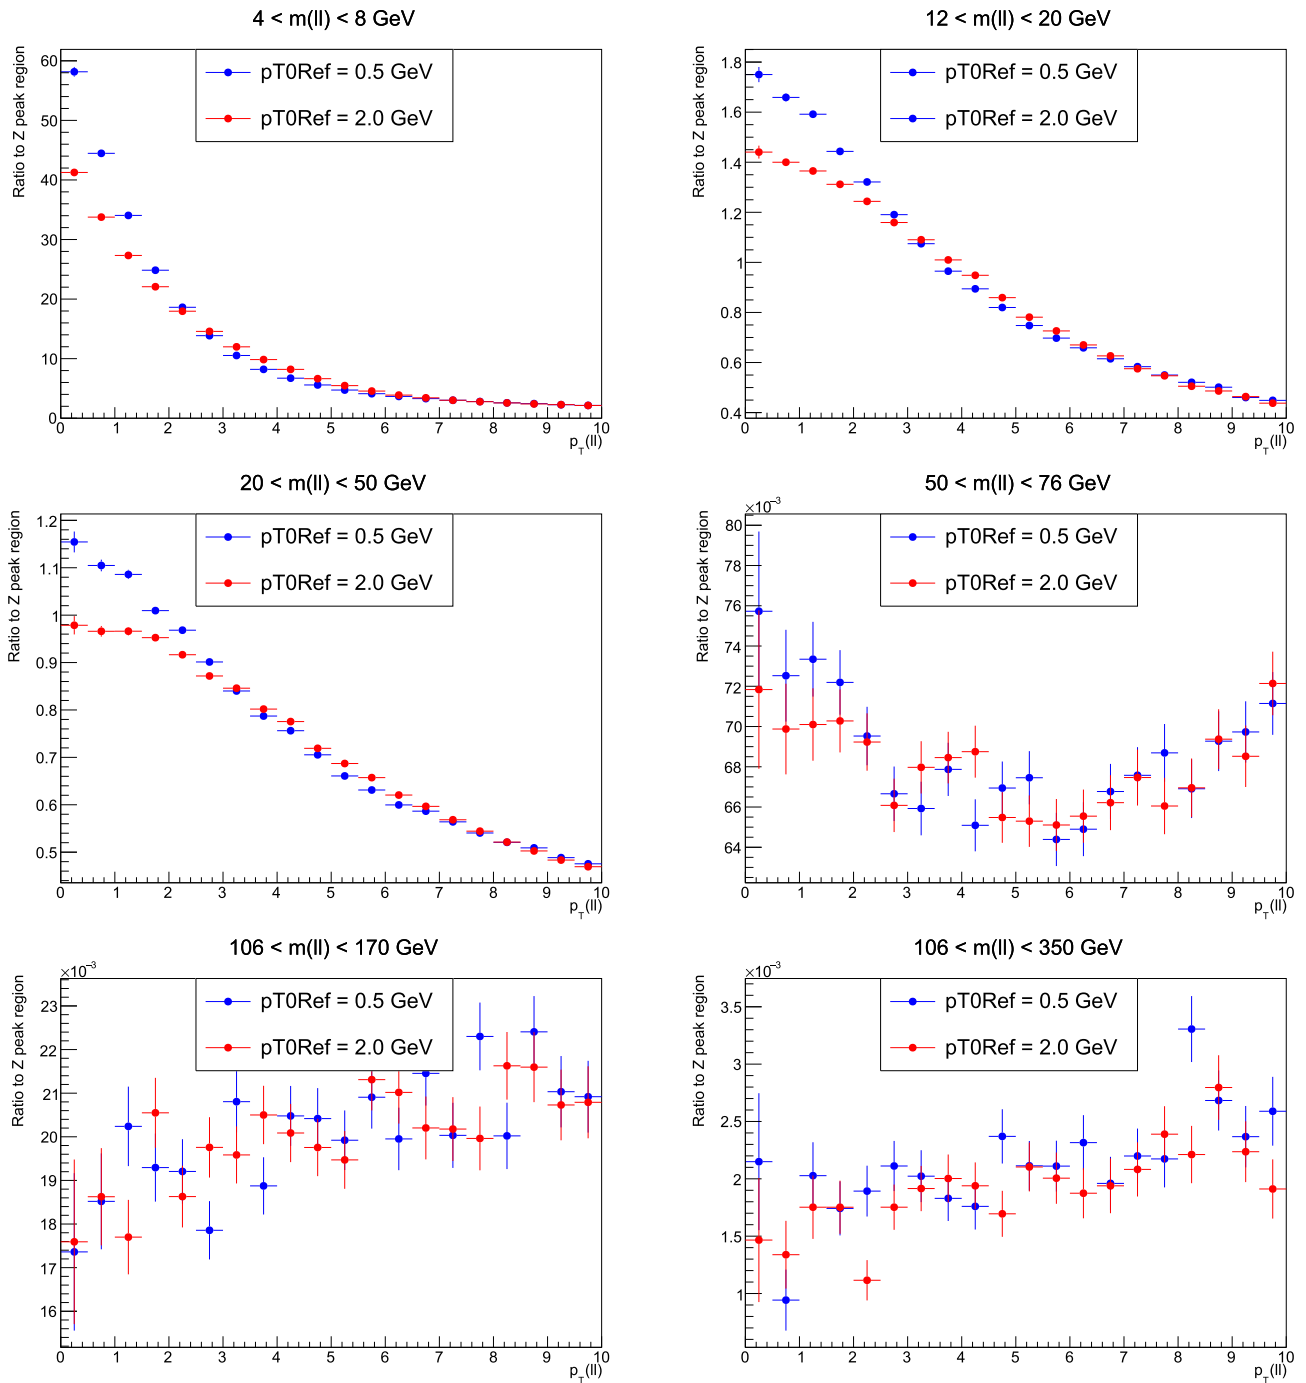 4 < m(ll) < 8 GeV
Ratio to Z peak region
pT0Ref = 0.5 GeV
pT0Ref = 2.0 GeV
60
50
40
30
20
10
0
0 1 2 3 4 5 6 7 8 9 10
p_T(ll)
12 < m(ll) < 20 GeV
Ratio to Z peak region
pT0Ref = 0.5 GeV
pT0Ref = 2.0 GeV
1.8
1.6
1.4
1.2
1
0.8
0.6
0.4
0 1 2 3 4 5 6 7 8 9 10
p_T(ll)
20 < m(ll) < 50 GeV
Ratio to Z peak region
pT0Ref = 0.5 GeV
pT0Ref = 2.0 GeV
1.2
1.1
1
0.9
0.8
0.7
0.6
0.5
0 1 2 3 4 5 6 7 8 9 10
p_T(ll)
50 < m(ll) < 76 GeV
×10⁻³
Ratio to Z peak region
pT0Ref = 0.5 GeV
pT0Ref = 2.0 GeV
80
78
76
74
72
70
68
66
64
0 1 2 3 4 5 6 7 8 9 10
p_T(ll)
106 < m(ll) < 170 GeV
×10⁻³
Ratio to Z peak region
pT0Ref = 0.5 GeV
pT0Ref = 2.0 GeV
23
22
21
20
19
18
17
16
0 1 2 3 4 5 6 7 8 9 10
p_T(ll)
106 < m(ll) < 350 GeV
×10⁻³
Ratio to Z peak region
pT0Ref = 0.5 GeV
pT0Ref = 2.0 GeV
3.5
3
2.5
2
1.5
1
0 1 2 3 4 5 6 7 8 9 10
p_T(ll)